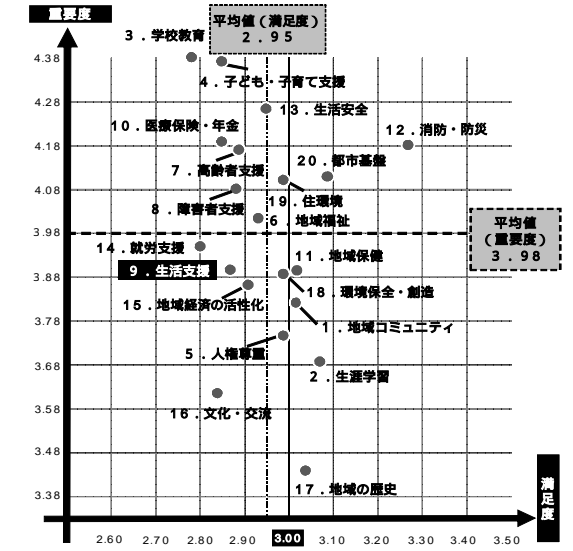 重要度
3．学校教育
平均値（満足度）
2．95
4．子ども・子育て支援
13．生活安全
10．医療保険・年金
12．消防・防災
7．高齢者支援
20．都市基盤
8．障害者支援
19．住環境
6．地域福祉
平均値
（重要度）
3．98
14．就労支援
11．地域保健
9．生活支援
18．環境保全・創造
15．地域経済の活性化
1．地域コミュニティ
5．人権尊重
2．生涯学習
16．文化・交流
17．地域の歴史
満足度
4.38
4.28
4.18
4.08
3.98
3.88
3.78
3.68
3.58
3.48
3.38
2.60 2.70 2.80 2.90 3.00 3.10 3.20 3.30 3.40 3.50